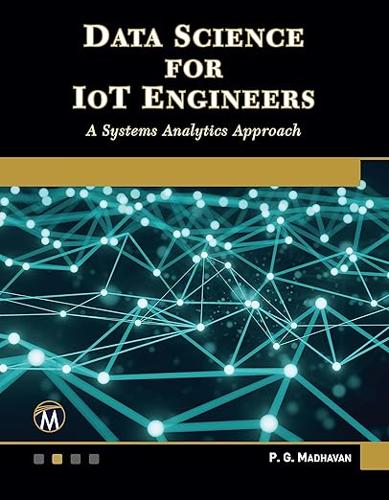 DATA SCIENCE
FOR
IOT ENGINEERS
A Systems Analytics Approach
M
P. G. MADHAVAN